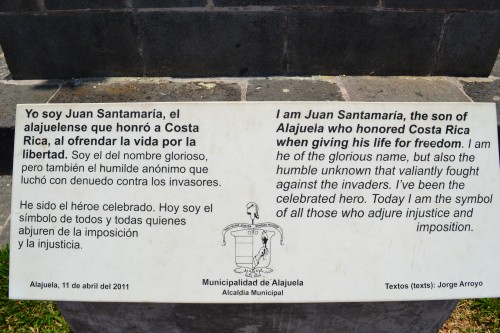 Yo soy Juan Santamaría, el
alajuelense que honró a Costa
Rica, al ofrendar la vida por la
libertad. Soy el del nombre glorioso,
pero también el humilde anónimo que
luchó con denuedo contra los invasores.
He sido el héroe celebrado. Hoy soy el
símbolo de todos y todas quienes
abjuren de la imposición
y la injusticia.
Alajuela, 11 de abril del 2011
I am Juan Santamaría, the son of
Alajuela who honored Costa Rica
when giving his life for freedom. I am
he of the glorious name, but also the
humble unknown that valiantly fought
against the invaders. I've been the
celebrated hero. Today I am the symbol
of all those who adjure injustice and
imposition.
Municipalidad de Alajuela
Alcaldía Municipal
Textos (texts): Jorge Arroyo